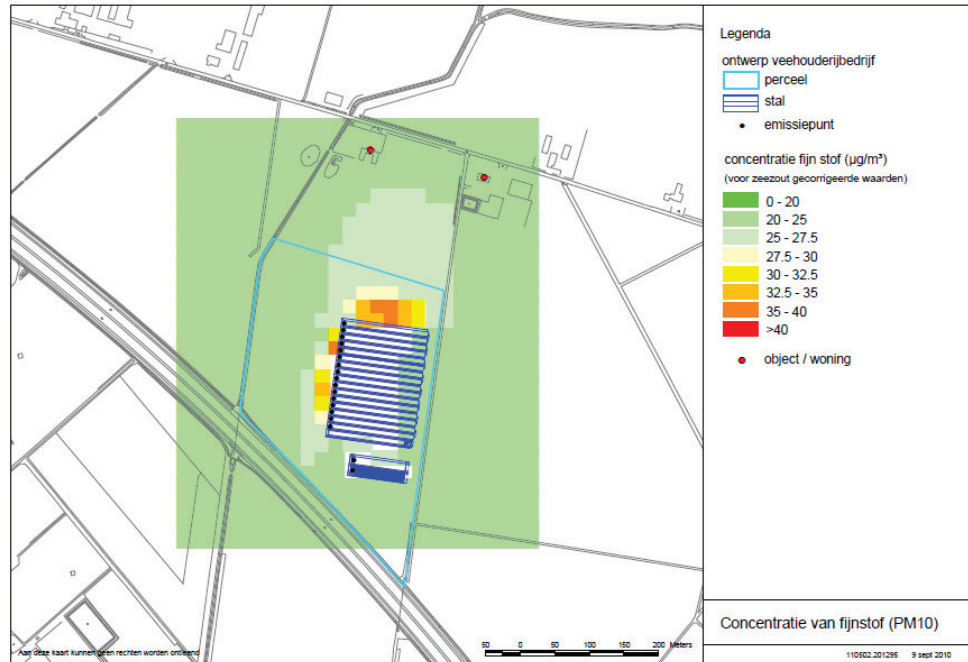 Legenda
ontwerp veehouderijbedrijf
perceel
stal
emissiepunt
concentratie fijn stof (µg/m³)
(voor zeezout gecorrigeerde waarden)
0 - 20
20 - 25
25 - 27.5
27.5 - 30
30 - 32.5
32.5 - 35
35 - 40
>40
object / woning
Aan deze kaart kunnen geen rechten worden ontleend
50 0 50 100 150 200 Meters
Concentratie van fijnstof (PM10)
110502.201295 9 sept 2010